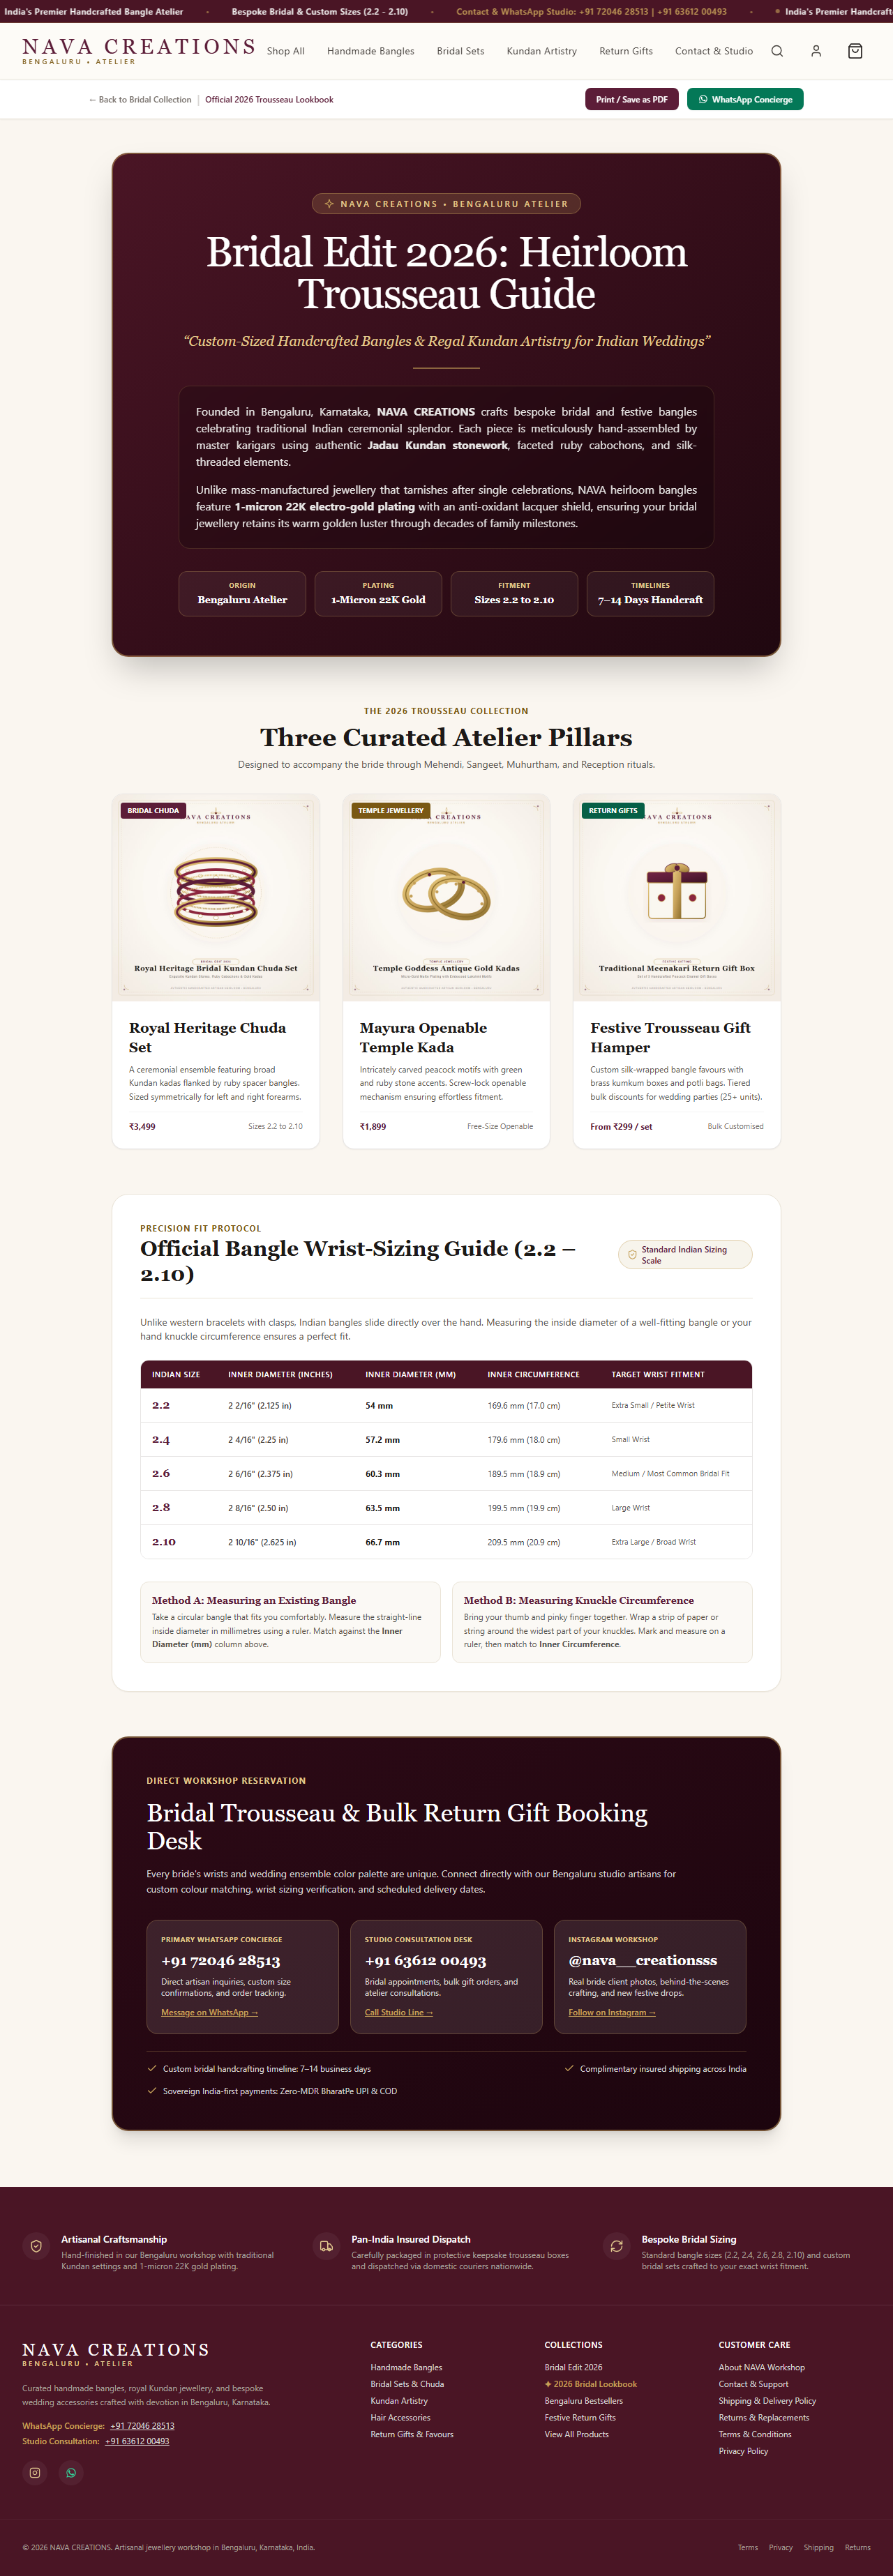 India's Premier Handcrafted Bangle Atelier • Bespoke Bridal & Custom Sizes (2.2 - 2.10) • Contact & WhatsApp Studio: +91 72046 28513 | +91 63612 00493 • India's Premier Handcraft
NAVA CREATIONS
BENGALURU • ATELIER
Shop All Handmade Bangles Bridal Sets Kundan Artistry Return Gifts Contact & Studio
← Back to Bridal Collection | Official 2026 Trousseau Lookbook
Print / Save as PDF
WhatsApp Concierge
NAVA CREATIONS • BENGALURU ATELIER
Bridal Edit 2026: Heirloom
Trousseau Guide
“Custom-Sized Handcrafted Bangles & Regal Kundan Artistry for Indian Weddings”
Founded in Bengaluru, Karnataka, NAVA CREATIONS crafts bespoke bridal and festive bangles
celebrating traditional Indian ceremonial splendor. Each piece is meticulously hand-assembled by
master karigars using authentic Jadau Kundan stonework, faceted ruby cabochons, and silk-
threaded elements.
Unlike mass-manufactured jewellery that tarnishes after single celebrations, NAVA heirloom bangles
feature 1-micron 22K electro-gold plating with an anti-oxidant lacquer shield, ensuring your bridal
jewellery retains its warm golden luster through decades of family milestones.
ORIGIN
Bengaluru Atelier
PLATING
1-Micron 22K Gold
FITMENT
Sizes 2.2 to 2.10
TIMELINES
7–14 Days Handcraft
THE 2026 TROUSSEAU COLLECTION
Three Curated Atelier Pillars
Designed to accompany the bride through Mehendi, Sangeet, Muhurtham, and Reception rituals.
BRIDAL CHUDA
AVA CREATIONS
BRIDAL EDIT 2026
Royal Heritage Bridal Kundan Chuda Set
Royal Heritage Chuda
Set
A ceremonial ensemble featuring broad
Kundan kadas flanked by ruby spacer bangles.
Sized symmetrically for left and right forearms.
₹3,499 Sizes 2.2 to 2.10
TEMPLE JEWELLERY
VA CREATIONS
TEMPLE JEWELLERY
Temple Goddess Antique Gold Kadas
Mayura Openable
Temple Kada
Intricately carved peacock motifs with green
and ruby stone accents. Screw-lock openable
mechanism ensuring effortless fitment.
₹1,899 Free-Size Openable
RETURN GIFTS
AVA CREATIONS
FESTIVE GIFTING
Traditional Meenakari Return Gift Box
Festive Trousseau Gift
Hamper
Custom silk-wrapped bangle favours with
brass kumkum boxes and potli bags. Tiered
bulk discounts for wedding parties (25+ units).
From ₹299 / set Bulk Customised
PRECISION FIT PROTOCOL
Official Bangle Wrist-Sizing Guide (2.2 –
2.10)
Standard Indian Sizing
Scale
Unlike western bracelets with clasps, Indian bangles slide directly over the hand. Measuring the inside diameter of a well-fitting bangle or your
hand knuckle circumference ensures a perfect fit.
INDIAN SIZE INNER DIAMETER (INCHES) INNER DIAMETER (MM) INNER CIRCUMFERENCE TARGET WRIST FITMENT
2.2 2 2/16" (2.125 in) 54 mm 169.6 mm (17.0 cm) Extra Small / Petite Wrist
2.4 2 4/16" (2.25 in) 57.2 mm 179.6 mm (18.0 cm) Small Wrist
2.6 2 6/16" (2.375 in) 60.3 mm 189.5 mm (18.9 cm) Medium / Most Common Bridal Fit
2.8 2 8/16" (2.50 in) 63.5 mm 199.5 mm (19.9 cm) Large Wrist
2.10 2 10/16" (2.625 in) 66.7 mm 209.5 mm (20.9 cm) Extra Large / Broad Wrist
Method A: Measuring an Existing Bangle
Take a circular bangle that fits you comfortably. Measure the straight-line
inside diameter in millimetres using a ruler. Match against the Inner
Diameter (mm) column above.
Method B: Measuring Knuckle Circumference
Bring your thumb and pinky finger together. Wrap a strip of paper or
string around the widest part of your knuckles. Mark and measure on a
ruler, then match to Inner Circumference.
DIRECT WORKSHOP RESERVATION
Bridal Trousseau & Bulk Return Gift Booking
Desk
Every bride's wrists and wedding ensemble color palette are unique. Connect directly with our Bengaluru studio artisans for
custom colour matching, wrist sizing verification, and scheduled delivery dates.
PRIMARY WHATSAPP CONCIERGE
+91 72046 28513
Direct artisan inquiries, custom size
confirmations, and order tracking.
Message on WhatsApp →
STUDIO CONSULTATION DESK
+91 63612 00493
Bridal appointments, bulk gift orders, and
atelier consultations.
Call Studio Line →
INSTAGRAM WORKSHOP
@nava__creationsss
Real bride client photos, behind-the-scenes
crafting, and new festive drops.
Follow on Instagram →
Custom bridal handcrafting timeline: 7–14 business days
Complimentary insured shipping across India
Sovereign India-first payments: Zero-MDR BharatPe UPI & COD
Artisanal Craftsmanship
Hand-finished in our Bengaluru workshop with traditional
Kundan settings and 1-micron 22K gold plating.
Pan-India Insured Dispatch
Carefully packaged in protective keepsake trousseau boxes
and dispatched via domestic couriers nationwide.
Bespoke Bridal Sizing
Standard bangle sizes (2.2, 2.4, 2.6, 2.8, 2.10) and custom
bridal sets crafted to your exact wrist fitment.
NAVA CREATIONS
BENGALURU • ATELIER
Curated handmade bangles, royal Kundan jewellery, and bespoke
wedding accessories crafted with devotion in Bengaluru, Karnataka.
WhatsApp Concierge: +91 72046 28513
Studio Consultation: +91 63612 00493
CATEGORIES
Handmade Bangles
Bridal Sets & Chuda
Kundan Artistry
Hair Accessories
Return Gifts & Favours
COLLECTIONS
Bridal Edit 2026
✦ 2026 Bridal Lookbook
Bengaluru Bestsellers
Festive Return Gifts
View All Products
CUSTOMER CARE
About NAVA Workshop
Contact & Support
Shipping & Delivery Policy
Returns & Replacements
Terms & Conditions
Privacy Policy
© 2026 NAVA CREATIONS. Artisanal jewellery workshop in Bengaluru, Karnataka, India.
Terms Privacy Shipping Returns